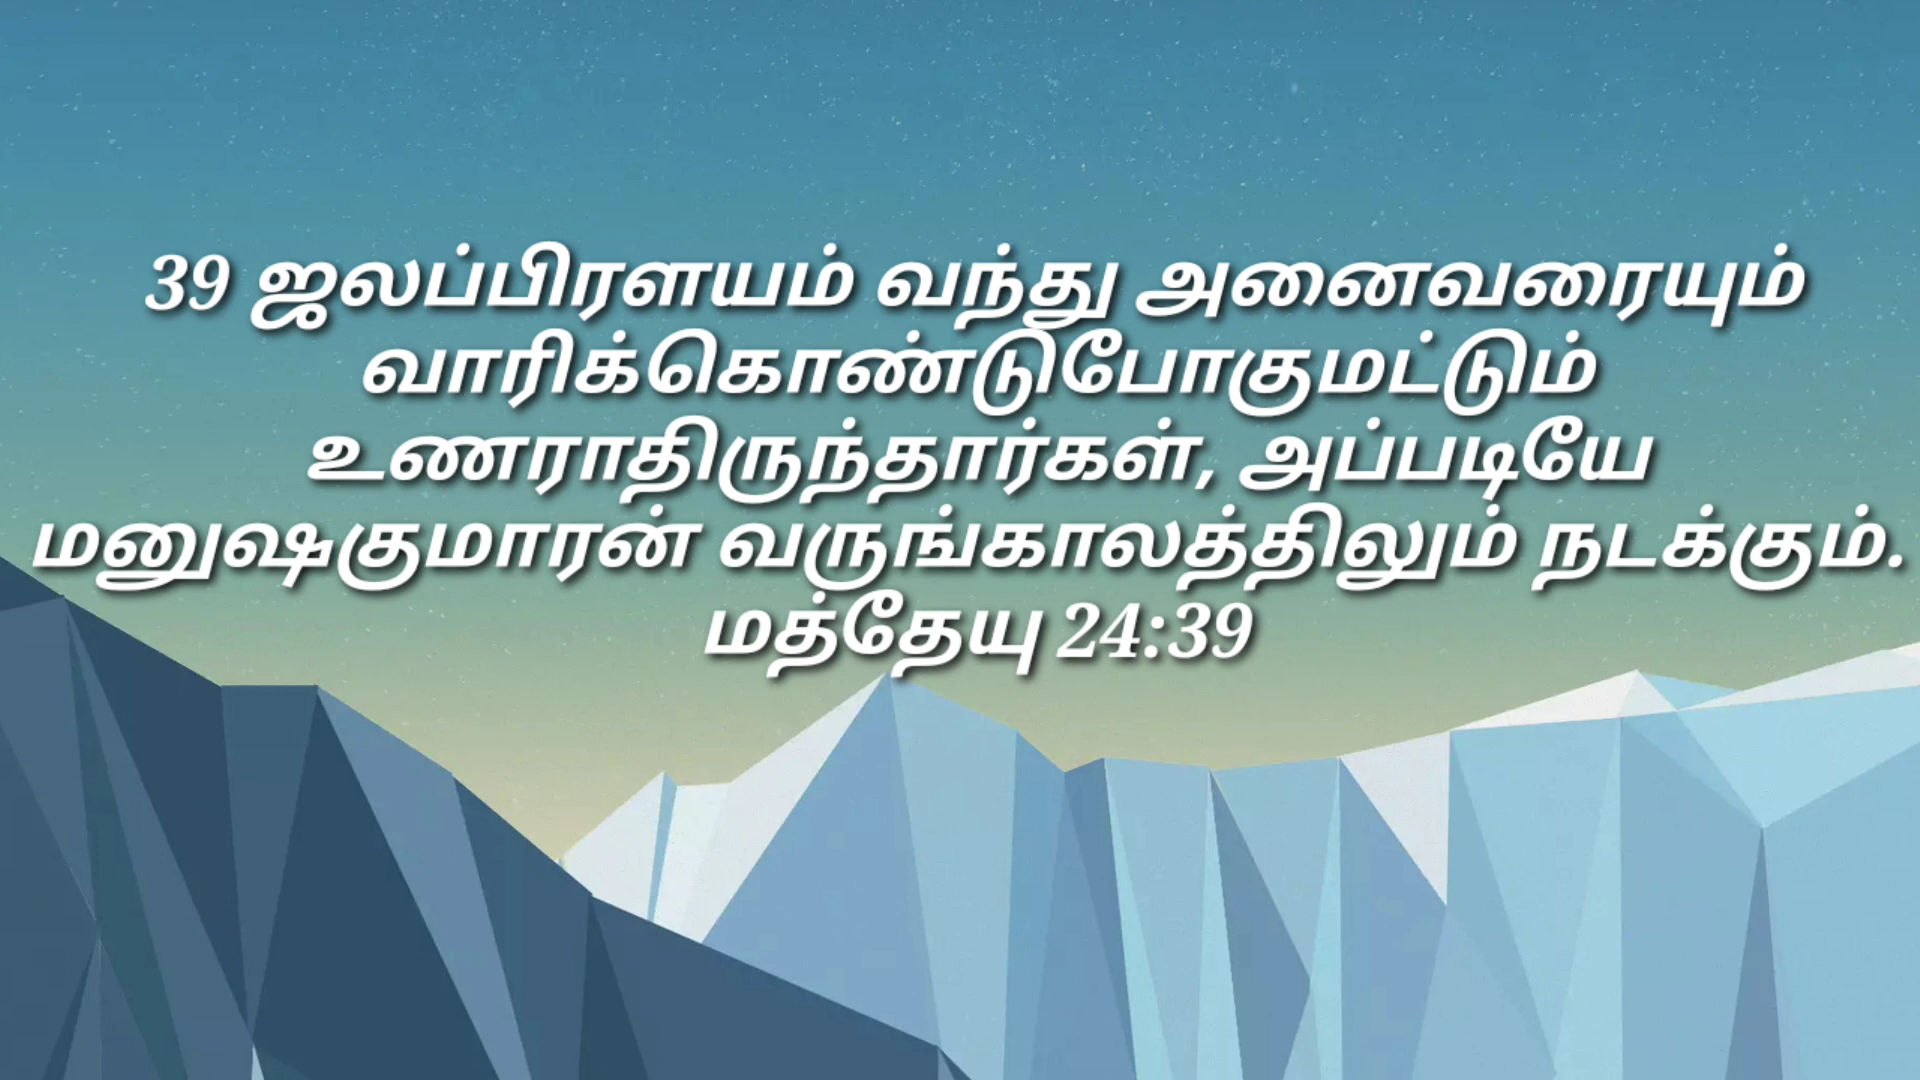 39 ஜலப்பிரளயம் வந்து அனைவரையும்
வாரிக்கொண்டுபோகுமட்டும்
உணராதிருந்தார்கள், அப்படியே
மனுஷகுமாரன் வருங்காலத்திலும் நடக்கும்.
மத்தேயு 24:39